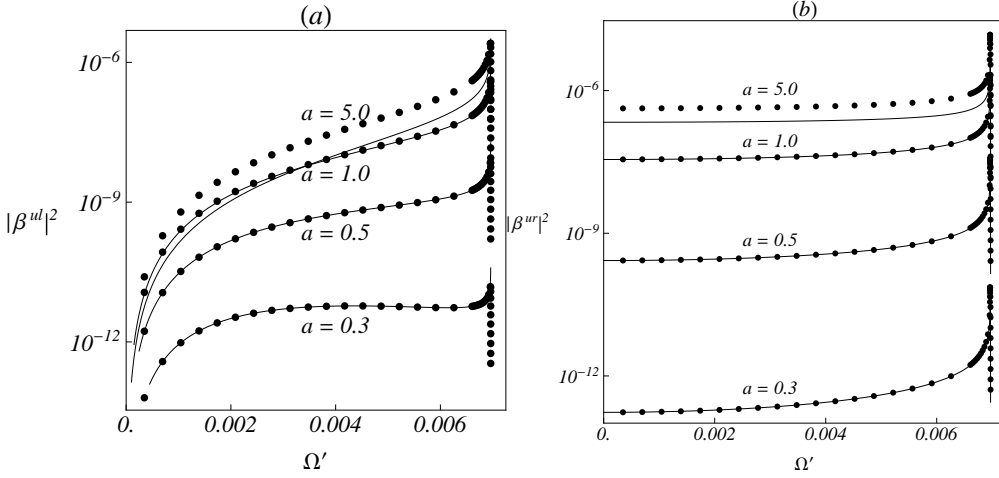 (a)
10⁻⁶
10⁻⁹
10⁻¹²
|β^{ul}|²
a = 5.0
a = 1.0
a = 0.5
a = 0.3
0.
0.002
0.004
0.006
Ω′
(b)
10⁻⁶
10⁻⁹
10⁻¹²
|β^{ur}|²
a = 5.0
a = 1.0
a = 0.5
a = 0.3
0.
0.002
0.004
0.006
Ω′